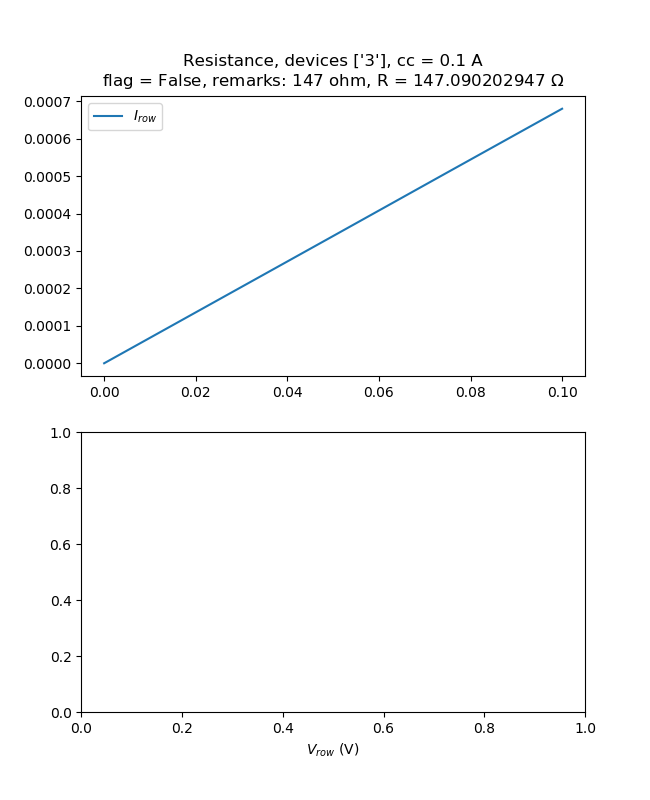 Resistance, devices ['3'], cc = 0.1 A
flag = False, remarks: 147 ohm, R = 147.090202947 Ω
I_row
0.0007
0.0006
0.0005
0.0004
0.0003
0.0002
0.0001
0.0000
0.00 0.02 0.04 0.06 0.08 0.10
1.0
0.8
0.6
0.4
0.2
0.0
0.0 0.2 0.4 0.6 0.8 1.0
V_row (V)